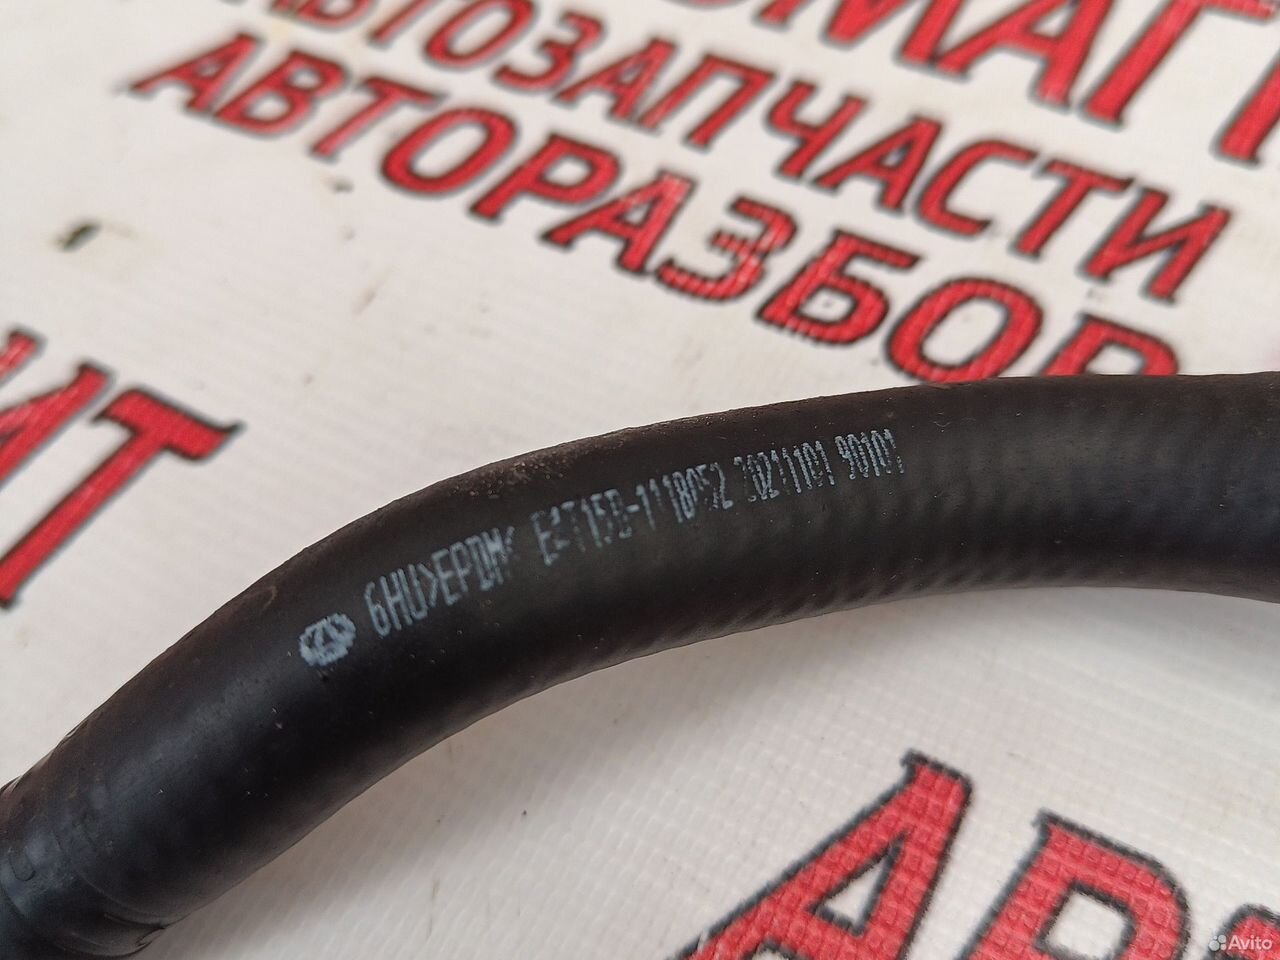 АВТОЗАПЧАСТИ
АВТОРАЗБОР
6HU>EPDM< E4T15B-1118052 20211101 90101
Avito